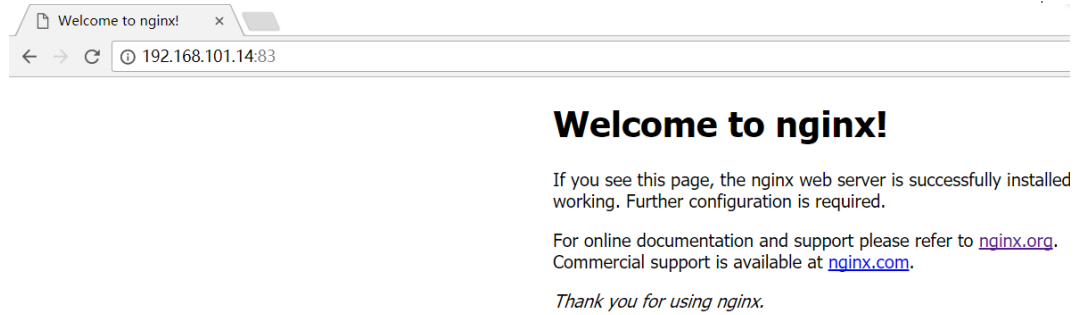 Welcome to nginx!
192.168.101.14:83
Welcome to nginx!
If you see this page, the nginx web server is successfully installed
working. Further configuration is required.
For online documentation and support please refer to nginx.org.
Commercial support is available at nginx.com.
Thank you for using nginx.